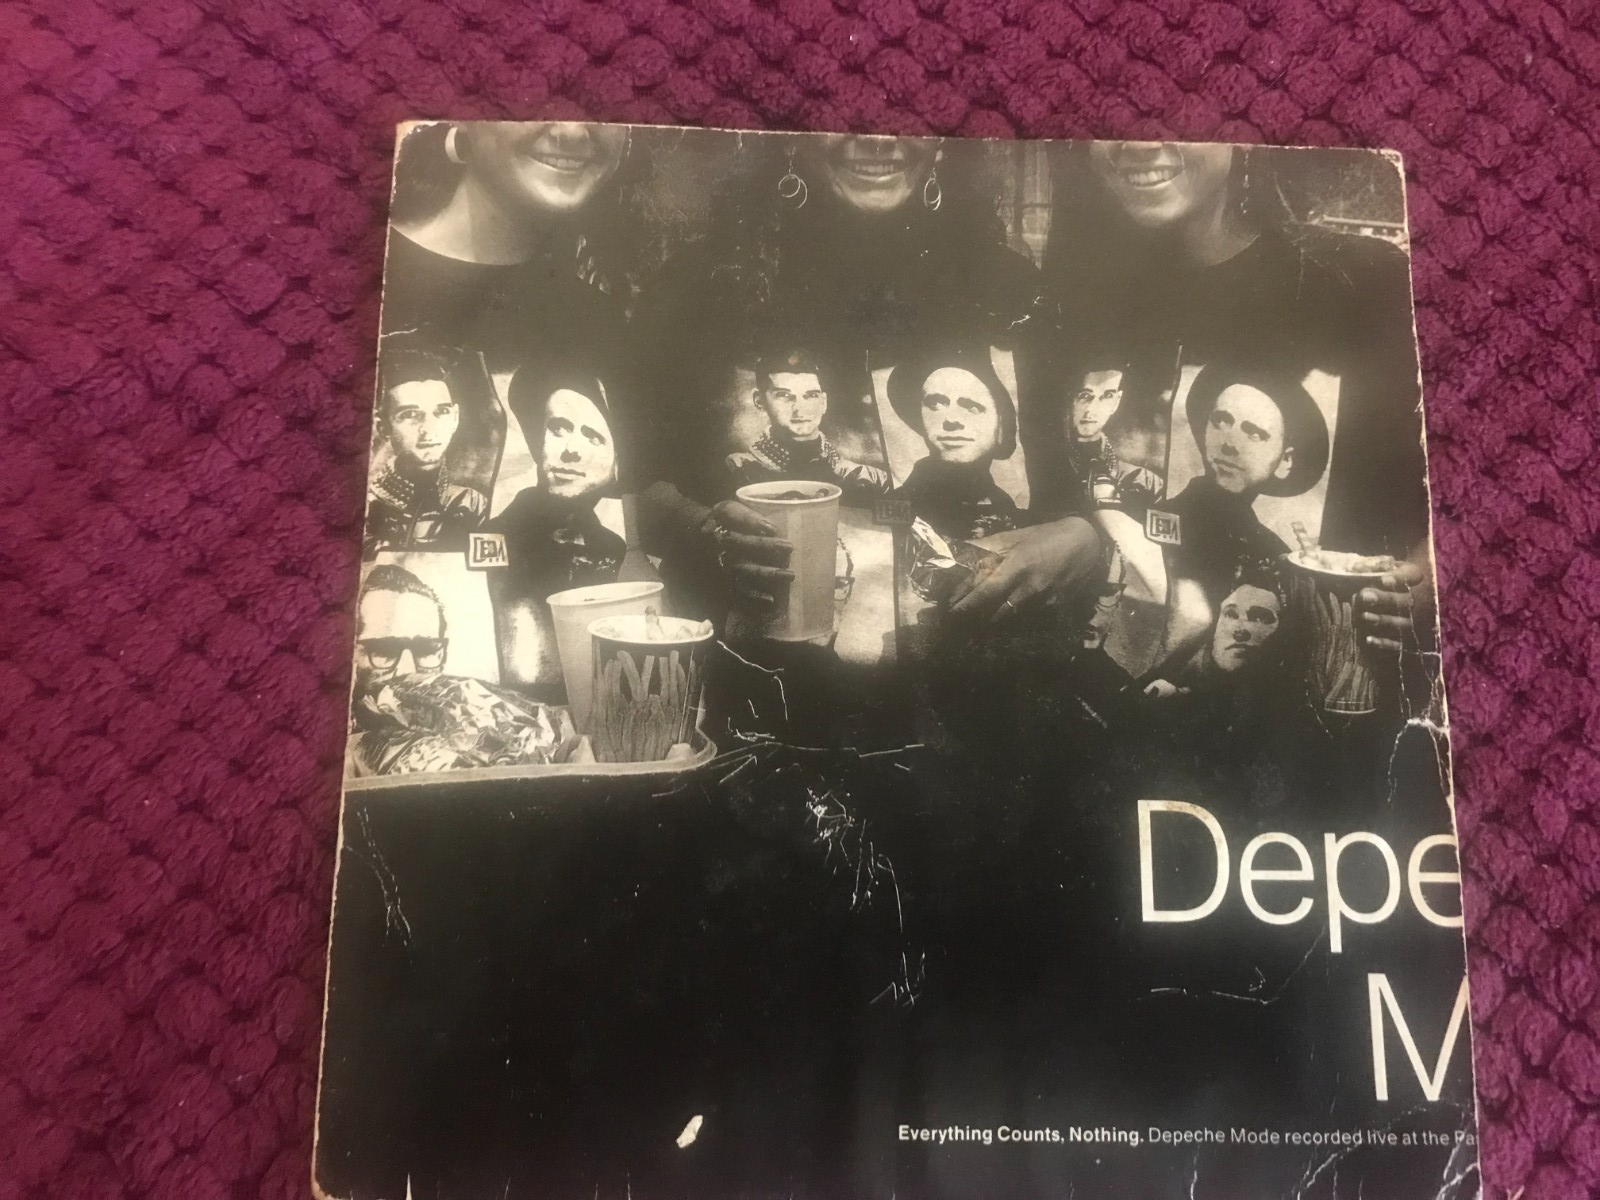 Depe
M
Everything Counts, Nothing. Depeche Mode recorded live at the Pa